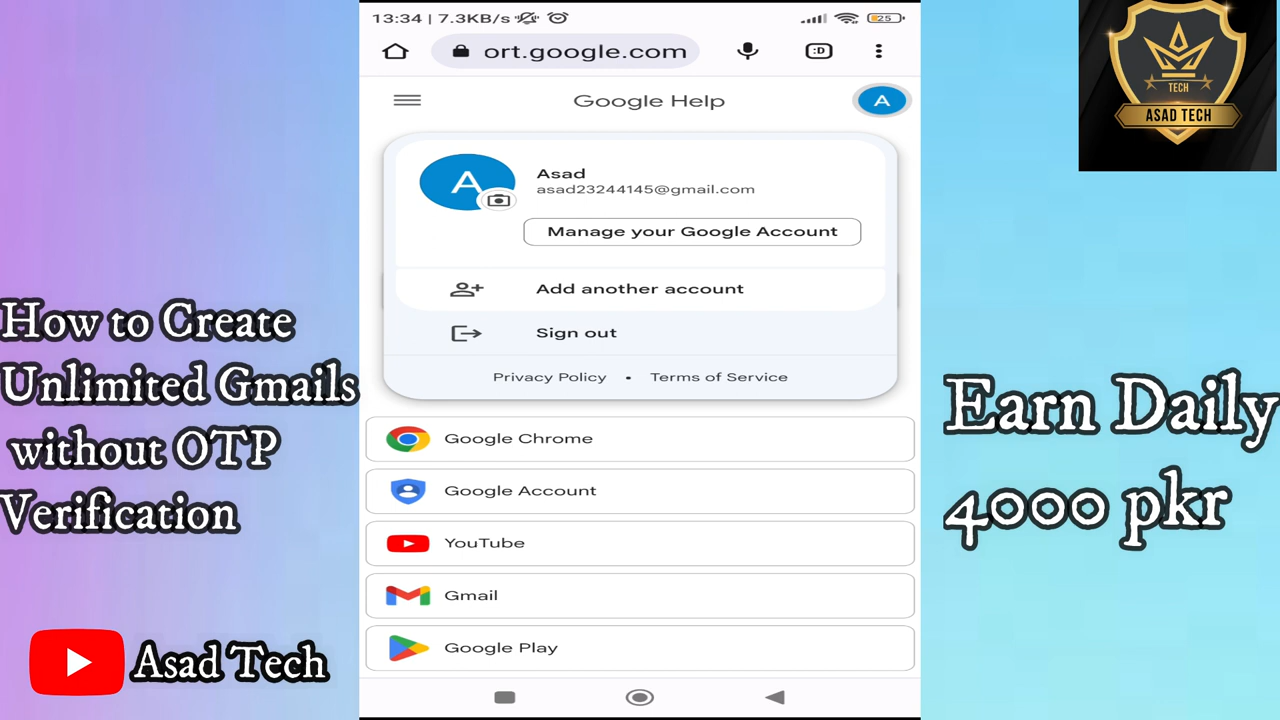 13:34 | 7.3KB/s
25
ort.google.com
:D
Google Help
A
A
Asad
asad23244145@gmail.com
Manage your Google Account
Add another account
Sign out
Privacy Policy • Terms of Service
Google Chrome
Google Account
YouTube
Gmail
Google Play
How to Create
Unlimited Gmails
without OTP
Verification
Asad Tech
TECH
ASAD TECH
Earn Daily
4000 pkr